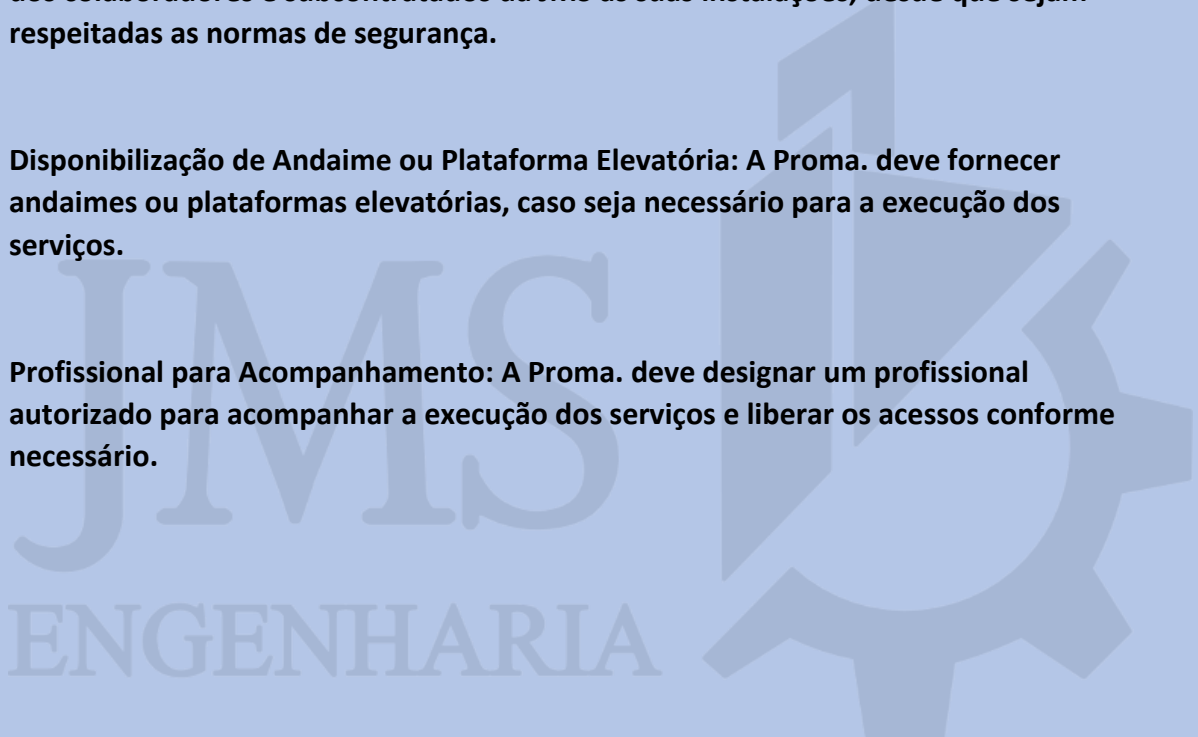 respeitadas as normas de segurança.
Disponibilização de Andaime ou Plataforma Elevatória: A Proma. deve fornecer
andaimes ou plataformas elevatórias, caso seja necessário para a execução dos
serviços.
Profissional para Acompanhamento: A Proma. deve designar um profissional
autorizado para acompanhar a execução dos serviços e liberar os acessos conforme
necessário.
JMS
ENGENHARIA